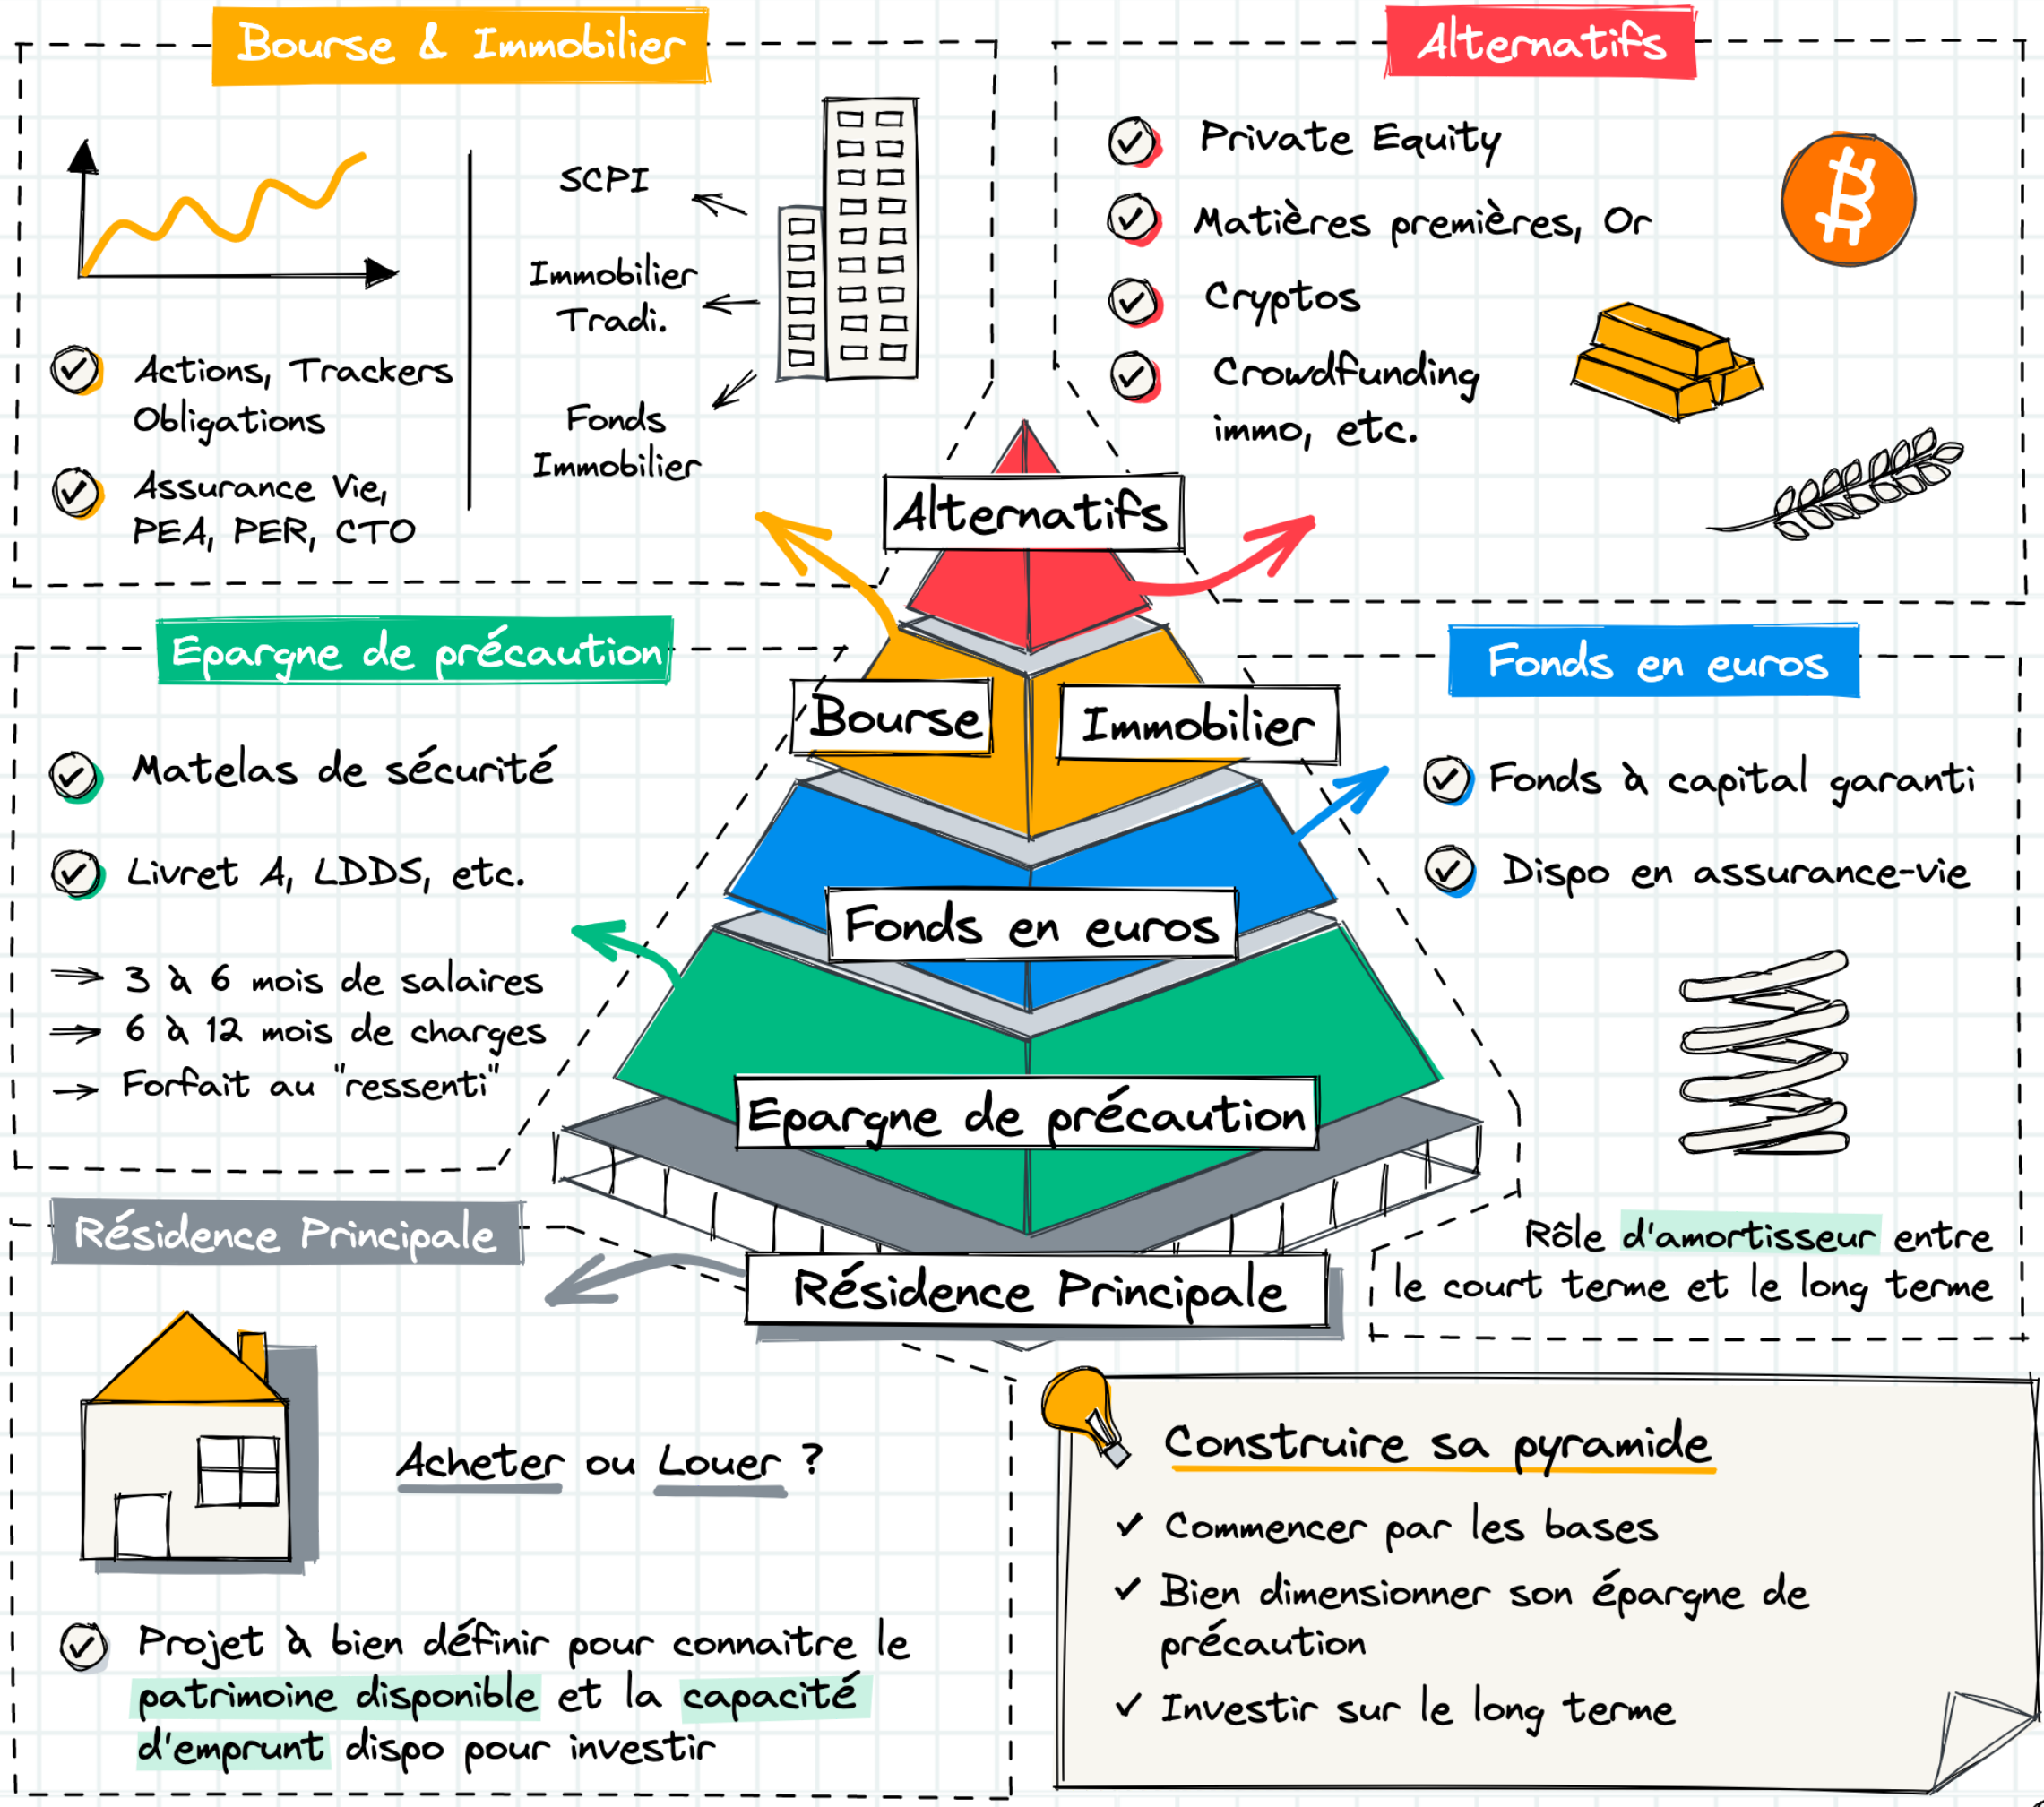 Bourse & Immobilier
Actions, Trackers
Obligations
Assurance Vie,
PEA, PER, CTO
SCPI
Immobilier
Tradi.
Fonds
Immobilier
Alternatifs
Private Equity
Matières premières, Or
Cryptos
Crowdfunding
immo, etc.
Alternatifs
Bourse
Immobilier
Fonds en euros
Epargne de précaution
Résidence Principale
Epargne de précaution
Matelas de sécurité
Livret A, LDDS, etc.
3 à 6 mois de salaires
6 à 12 mois de charges
Forfait au "ressenti"
Fonds en euros
Fonds à capital garanti
Dispo en assurance-vie
Rôle d'amortisseur entre
le court terme et le long terme
Résidence Principale
Acheter ou Louer ?
Projet à bien définir pour connaitre le
patrimoine disponible et la capacité
d'emprunt dispo pour investir
Construire sa pyramide
Commencer par les bases
Bien dimensionner son épargne de
précaution
Investir sur le long terme